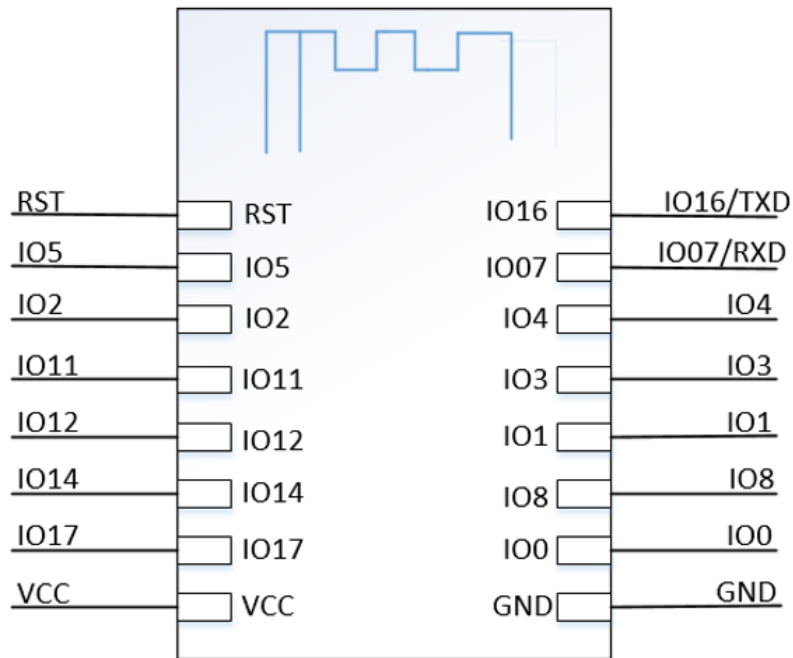 RST RST IO16 IO16/TXD
IO5 IO5 IO07 IO07/RXD
IO2 IO2 IO4 IO4
IO11 IO11 IO3 IO3
IO12 IO12 IO1 IO1
IO14 IO14 IO8 IO8
IO17 IO17 IO0 IO0
VCC VCC GND GND